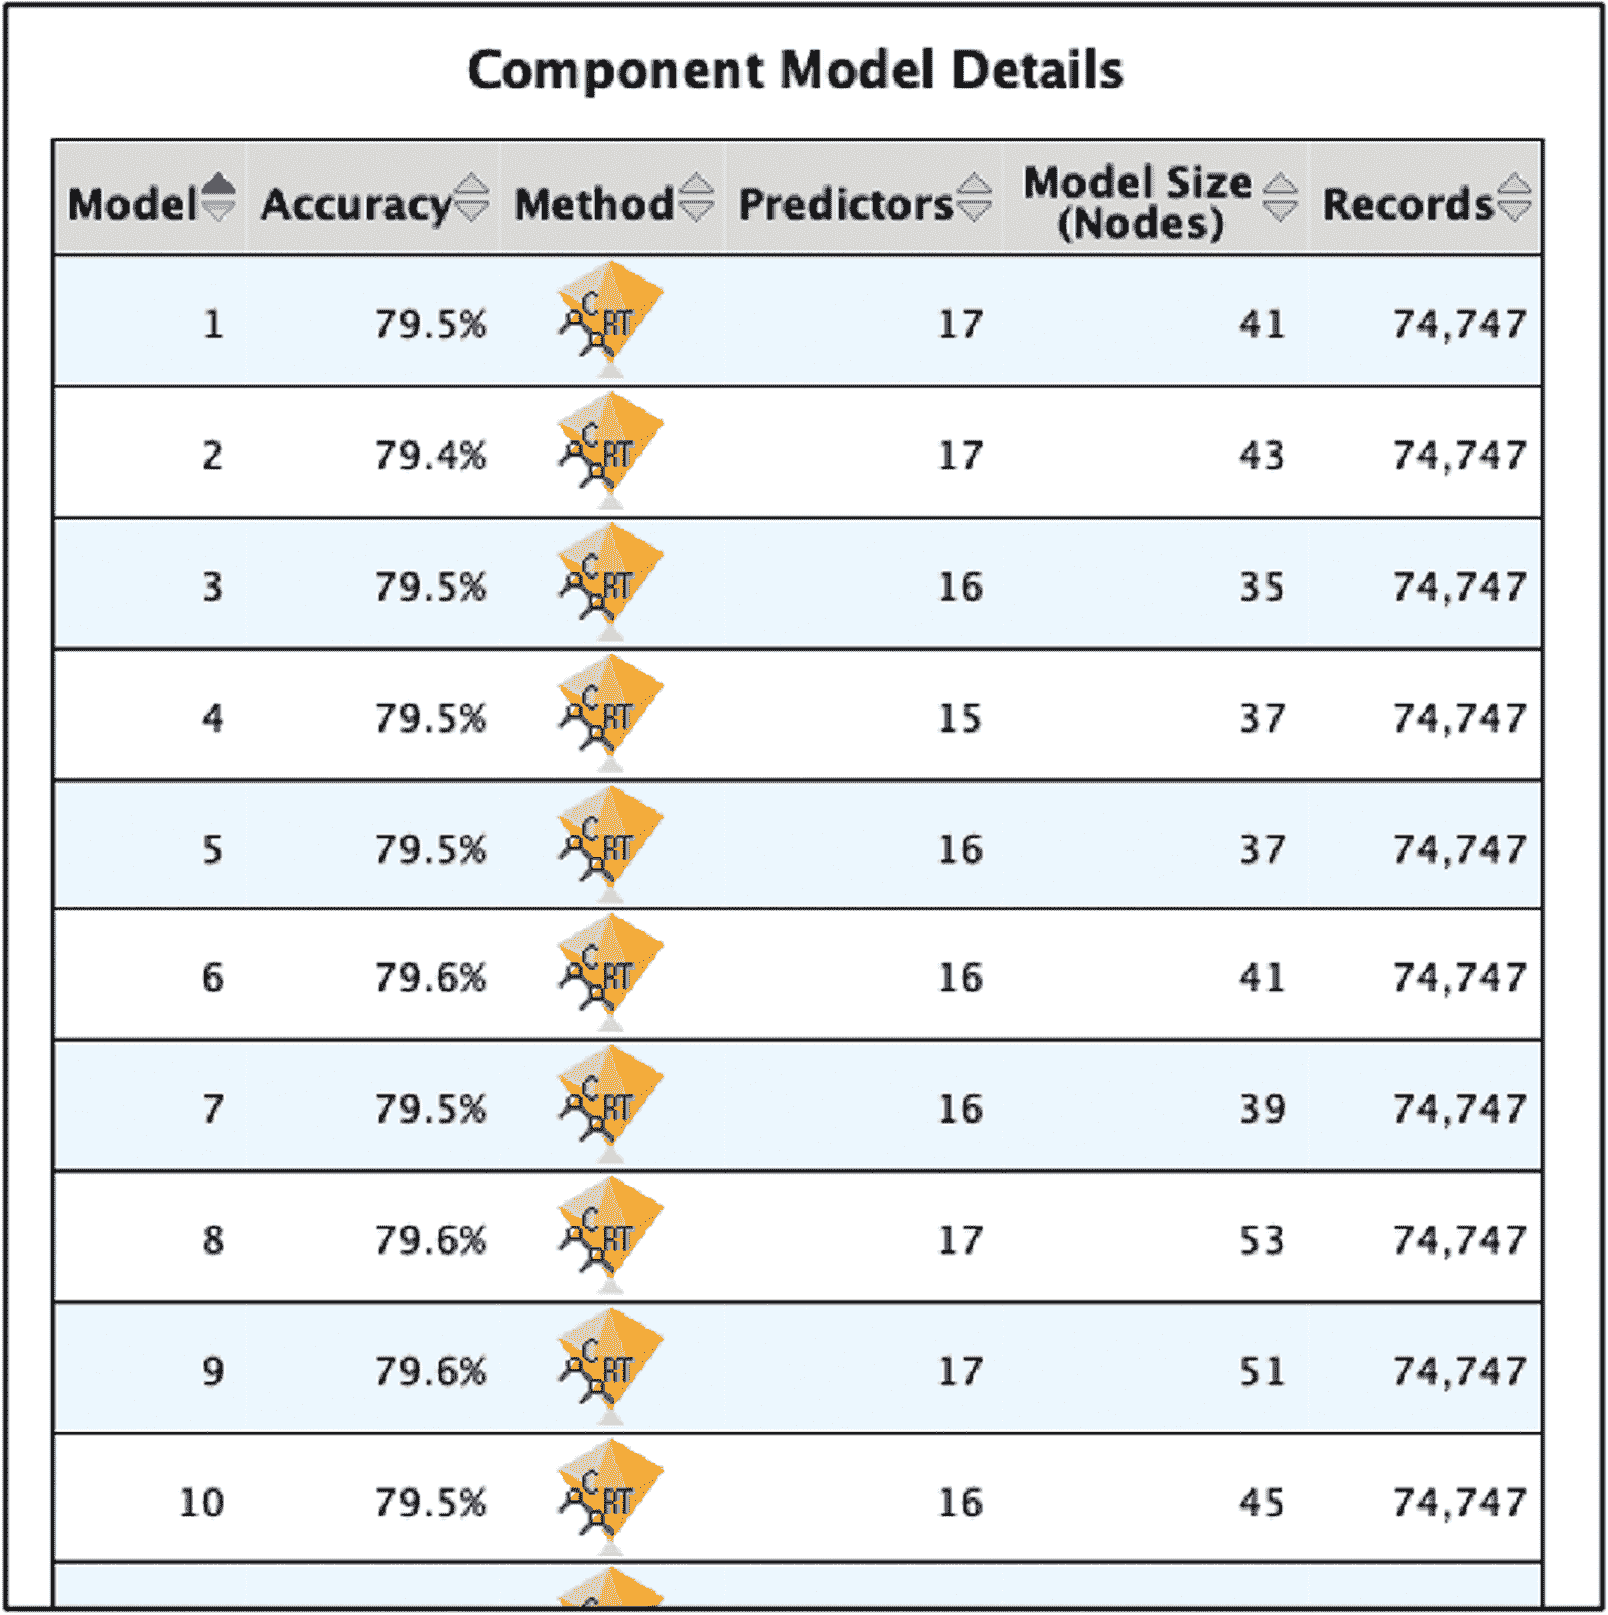 Component Model Details
Model Accuracy Method Predictors Model Size (Nodes) Records
1 79.5% C RT 17 41 74,747
2 79.4% C RT 17 43 74,747
3 79.5% C RT 16 35 74,747
4 79.5% C RT 15 37 74,747
5 79.5% C RT 16 37 74,747
6 79.6% C RT 16 41 74,747
7 79.5% C RT 16 39 74,747
8 79.6% C RT 17 53 74,747
9 79.6% C RT 17 51 74,747
10 79.5% C RT 16 45 74,747